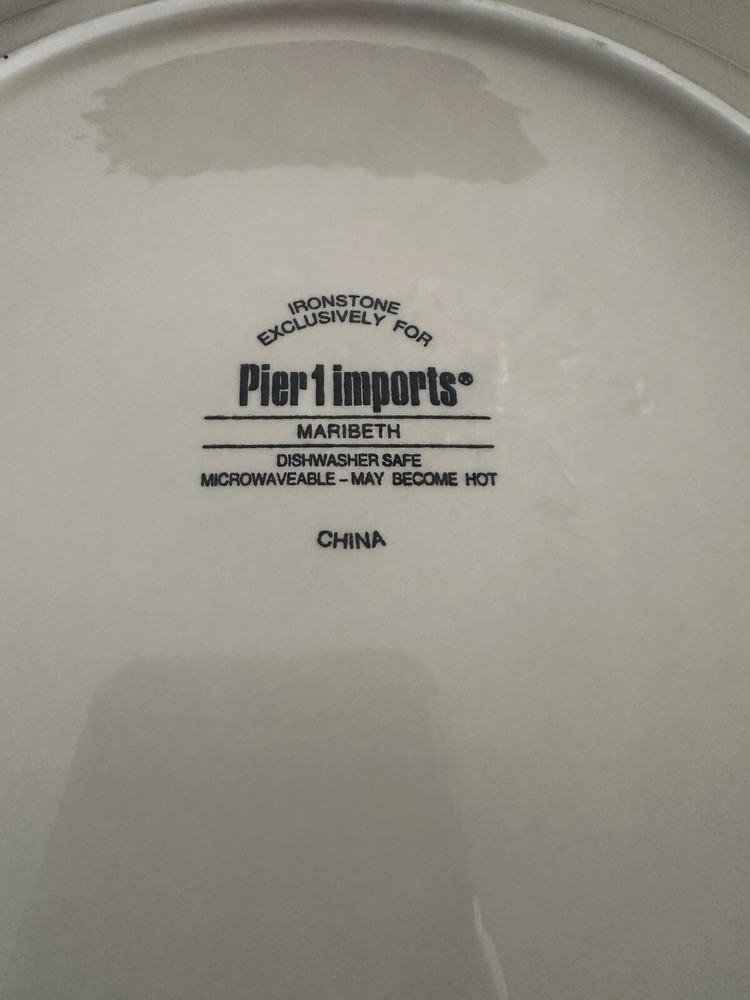 IRONSTONE
EXCLUSIVELY FOR
Pier 1 imports®
MARIBETH
DISHWASHER SAFE
MICROWAVEABLE – MAY BECOME HOT
CHINA